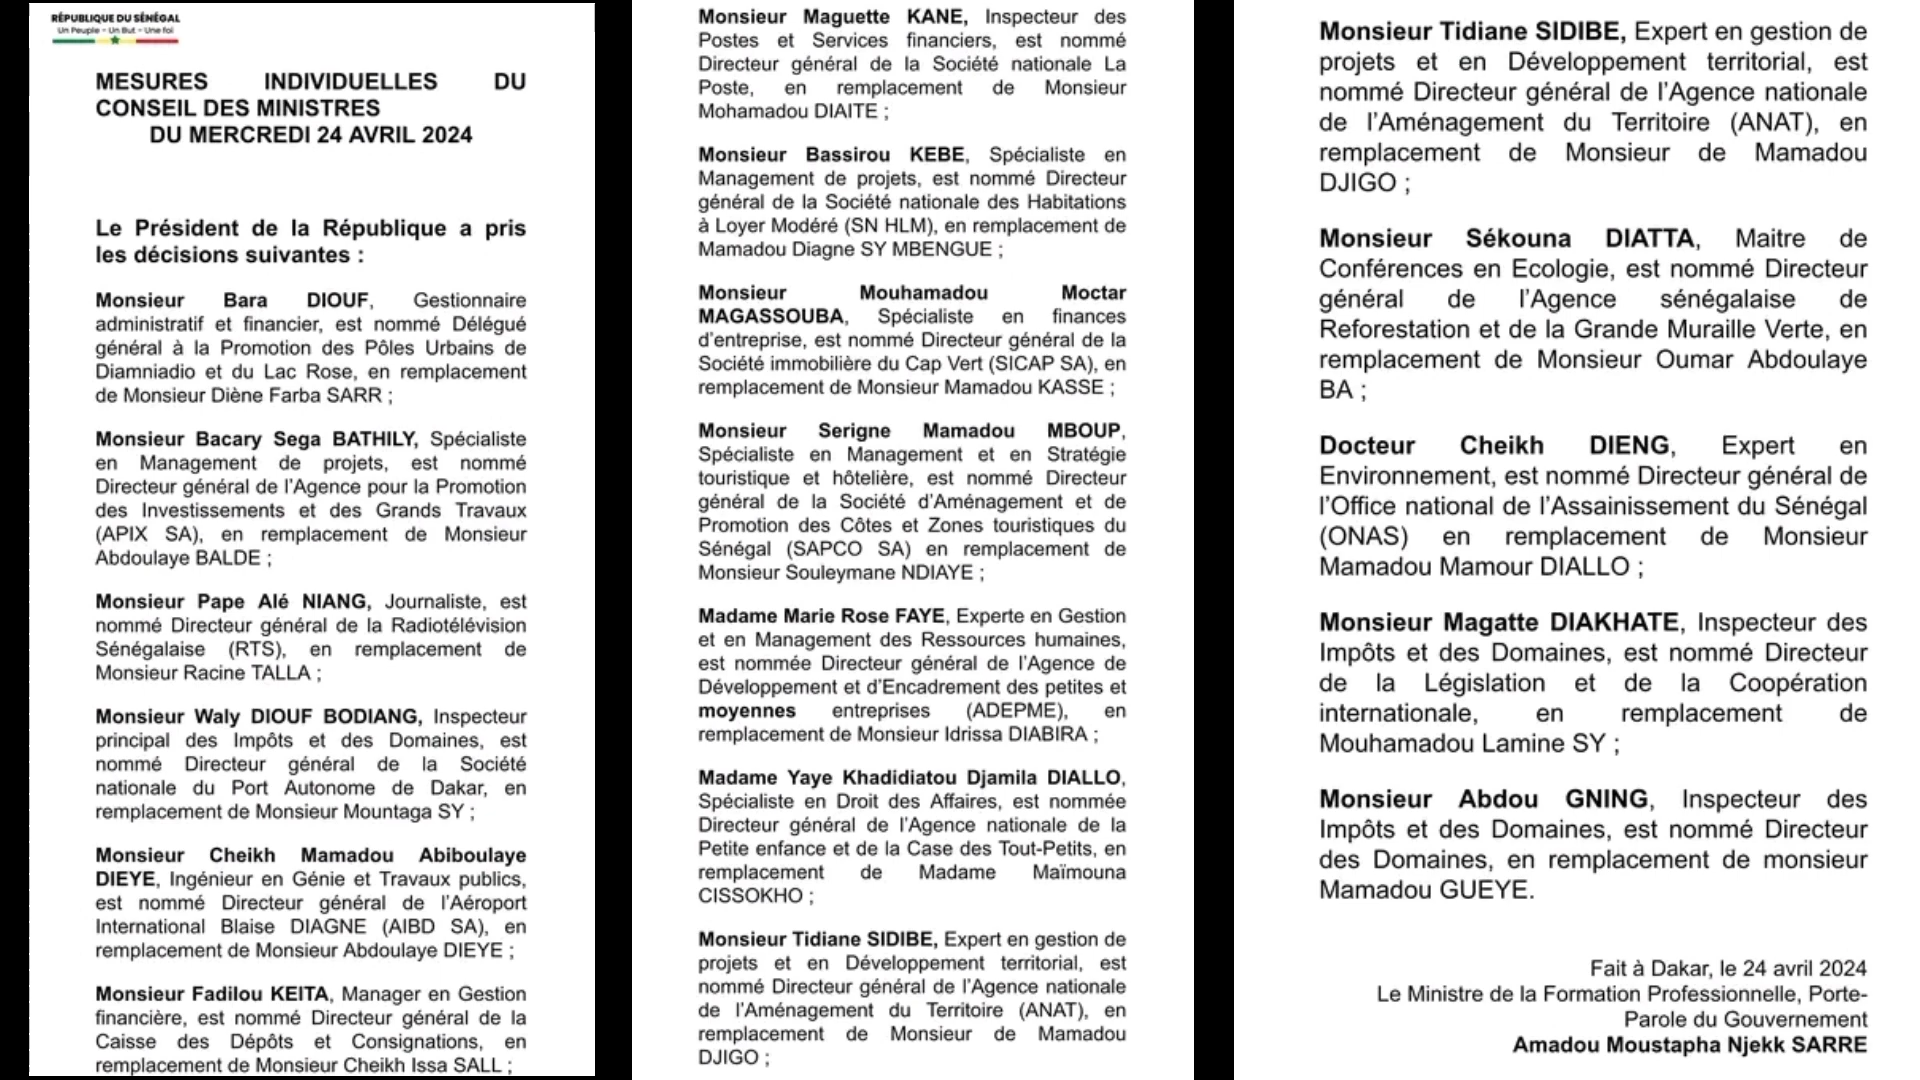 RÉPUBLIQUE DU SÉNÉGAL
Un Peuple - Un But - Une foi
MESURES INDIVIDUELLES DU
CONSEIL DES MINISTRES
DU MERCREDI 24 AVRIL 2024
Le Président de la République a pris
les décisions suivantes :
Monsieur Bara DIOUF, Gestionnaire
administratif et financier, est nommé Délégué
général à la Promotion des Pôles Urbains de
Diamniadio et du Lac Rose, en remplacement
de Monsieur Diène Farba SARR ;
Monsieur Bacary Sega BATHILY, Spécialiste
en Management de projets, est nommé
Directeur général de l'Agence pour la Promotion
des Investissements et des Grands Travaux
(APIX SA), en remplacement de Monsieur
Abdoulaye BALDE ;
Monsieur Pape Alé NIANG, Journaliste, est
nommé Directeur général de la Radiotélévision
Sénégalaise (RTS), en remplacement de
Monsieur Racine TALLA ;
Monsieur Waly DIOUF BODIANG, Inspecteur
principal des Impôts et des Domaines, est
nommé Directeur général de la Société
nationale du Port Autonome de Dakar, en
remplacement de Monsieur Mountaga SY ;
Monsieur Cheikh Mamadou Abiboulaye
DIEYE, Ingénieur en Génie et Travaux publics,
est nommé Directeur général de l'Aéroport
International Blaise DIAGNE (AIBD SA), en
remplacement de Monsieur Abdoulaye DIEYE ;
Monsieur Fadilou KEITA, Manager en Gestion
financière, est nommé Directeur général de la
Caisse des Dépôts et Consignations, en
remplacement de Monsieur Cheikh Issa SALL ;
Monsieur Maguette KANE, Inspecteur des
Postes et Services financiers, est nommé
Directeur général de la Société nationale La
Poste, en remplacement de Monsieur
Mohamadou DIAITE ;
Monsieur Bassirou KEBE, Spécialiste en
Management de projets, est nommé Directeur
général de la Société nationale des Habitations
à Loyer Modéré (SN HLM), en remplacement de
Mamadou Diagne SY MBENGUE ;
Monsieur Mouhamadou Moctar
MAGASSOUBA, Spécialiste en finances
d'entreprise, est nommé Directeur général de la
Société immobilière du Cap Vert (SICAP SA), en
remplacement de Monsieur Mamadou KASSE ;
Monsieur Serigne Mamadou MBOUP,
Spécialiste en Management et en Stratégie
touristique et hôtelière, est nommé Directeur
général de la Société d'Aménagement et de
Promotion des Côtes et Zones touristiques du
Sénégal (SAPCO SA) en remplacement de
Monsieur Souleymane NDIAYE ;
Madame Marie Rose FAYE, Experte en Gestion
et en Management des Ressources humaines,
est nommée Directeur général de l'Agence de
Développement et d'Encadrement des petites et
moyennes entreprises (ADEPME), en
remplacement de Monsieur Idrissa DIABIRA ;
Madame Yaye Khadidiatou Djamila DIALLO,
Spécialiste en Droit des Affaires, est nommée
Directeur général de l'Agence nationale de la
Petite enfance et de la Case des Tout-Petits, en
remplacement de Madame Maïmouna
CISSOKHO ;
Monsieur Tidiane SIDIBE, Expert en gestion de
projets et en Développement territorial, est
nommé Directeur général de l'Agence nationale
de l'Aménagement du Territoire (ANAT), en
remplacement de Monsieur de Mamadou
DJIGO ;
Monsieur Tidiane SIDIBE, Expert en gestion de
projets et en Développement territorial, est
nommé Directeur général de l'Agence nationale
de l'Aménagement du Territoire (ANAT), en
remplacement de Monsieur de Mamadou
DJIGO ;
Monsieur Sékouna DIATTA, Maitre de
Conférences en Ecologie, est nommé Directeur
général de l'Agence sénégalaise de
Reforestation et de la Grande Muraille Verte, en
remplacement de Monsieur Oumar Abdoulaye
BA ;
Docteur Cheikh DIENG, Expert en
Environnement, est nommé Directeur général de
l'Office national de l'Assainissement du Sénégal
(ONAS) en remplacement de Monsieur
Mamadou Mamour DIALLO ;
Monsieur Magatte DIAKHATE, Inspecteur des
Impôts et des Domaines, est nommé Directeur
de la Législation et de la Coopération
internationale, en remplacement de
Mouhamadou Lamine SY ;
Monsieur Abdou GNING, Inspecteur des
Impôts et des Domaines, est nommé Directeur
des Domaines, en remplacement de monsieur
Mamadou GUEYE.
Fait à Dakar, le 24 avril 2024
Le Ministre de la Formation Professionnelle, Porte-
Parole du Gouvernement
Amadou Moustapha Njekk SARRE